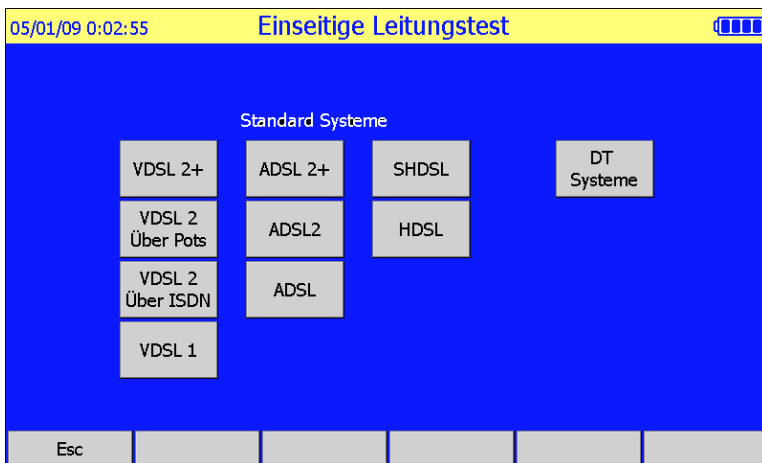 05/01/09 0:02:55
Einseitige Leitungstest
Standard Systeme
VDSL 2+
ADSL 2+
SHDSL
DT
Systeme
VDSL 2
Über Pots
ADSL2
HDSL
VDSL 2
Über ISDN
ADSL
VDSL 1
Esc